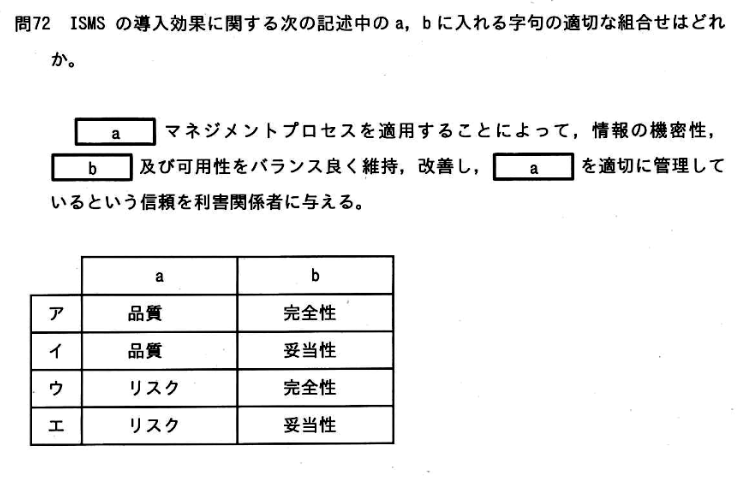 問72 ISMS の導入効果に関する次の記述中の a，b に入れる字句の適切な組合せはどれ
か。
a マネジメントプロセスを適用することによって，情報の機密性，
b 及び可用性をバランス良く維持，改善し， a を適切に管理して
いるという信頼を利害関係者に与える。
a b
ア 品質 完全性
イ 品質 妥当性
ウ リスク 完全性
エ リスク 妥当性